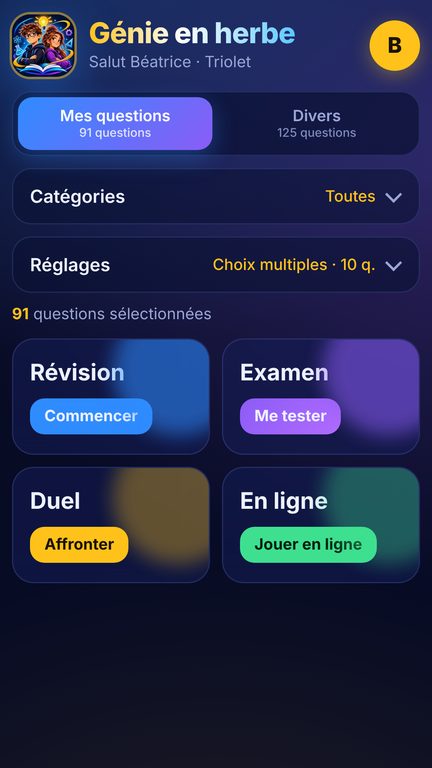 Génie en herbe
Salut Béatrice · Triolet
B
Mes questions
91 questions
Divers
125 questions
Catégories
Toutes
Réglages
Choix multiples · 10 q.
91 questions sélectionnées
Révision
Commencer
Examen
Me tester
Duel
Affronter
En ligne
Jouer en ligne